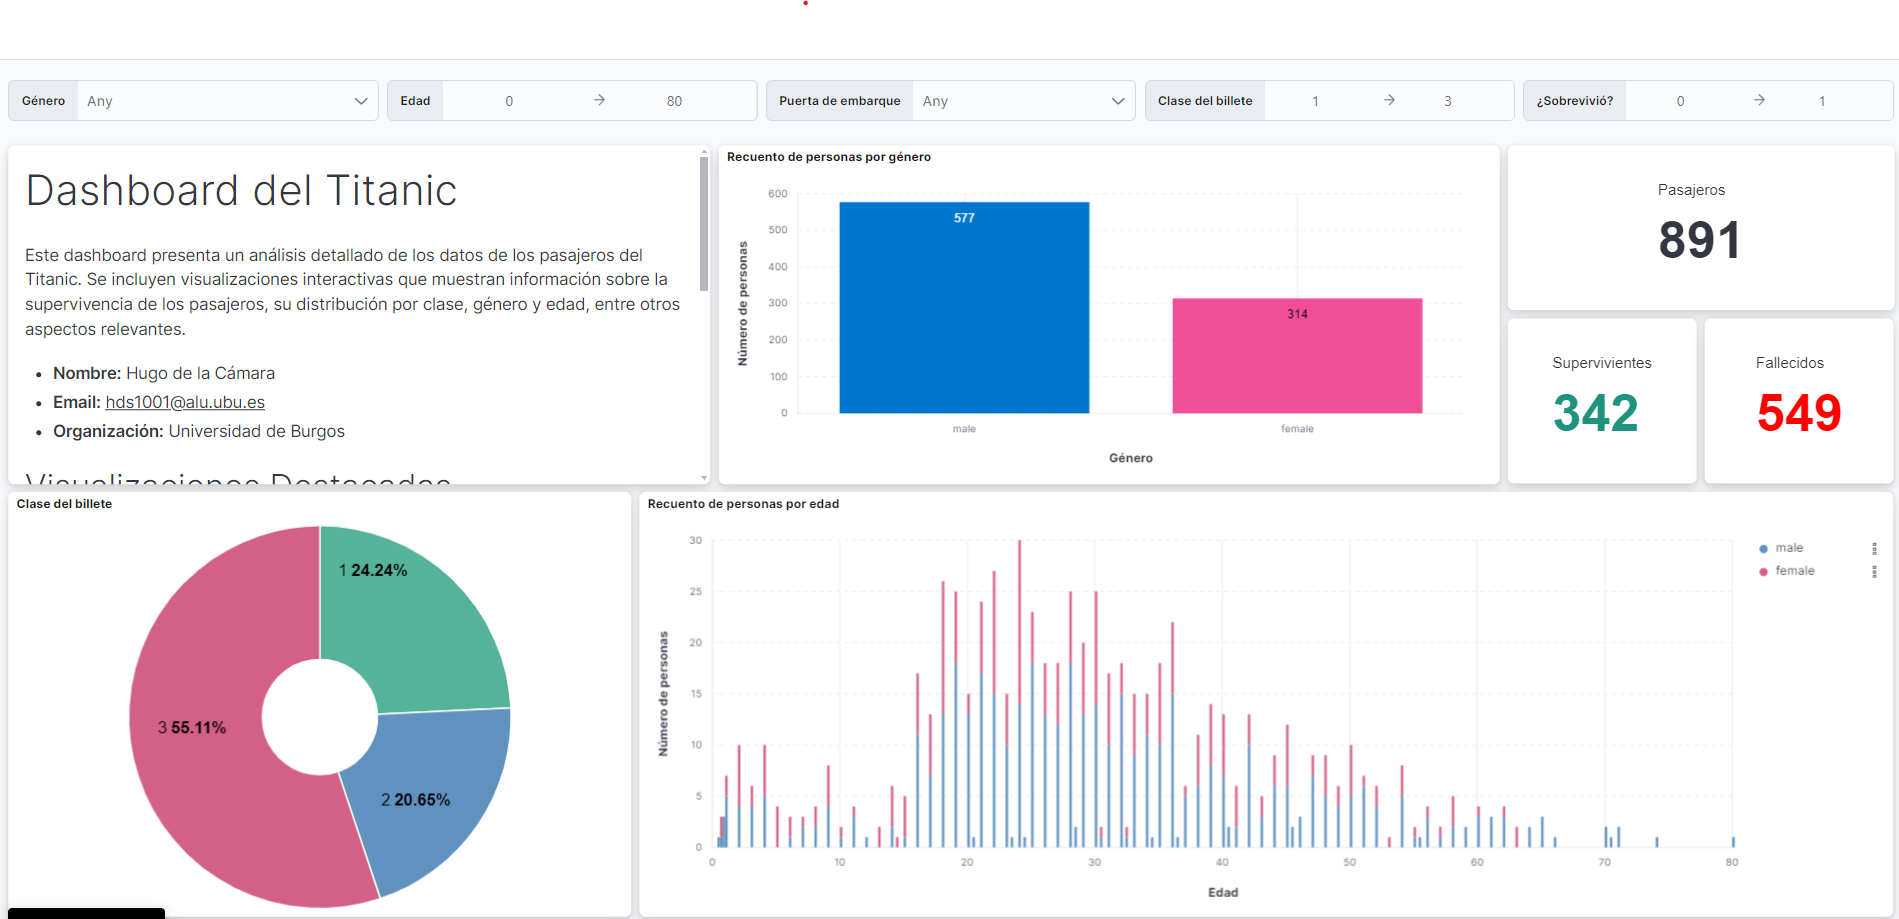 Género Any
Edad 0 → 80
Puerta de embarque Any
Clase del billete 1 → 3
¿Sobrevivió? 0 → 1
Dashboard del Titanic
Este dashboard presenta un análisis detallado de los datos de los pasajeros del
Titanic. Se incluyen visualizaciones interactivas que muestran información sobre la
supervivencia de los pasajeros, su distribución por clase, género y edad, entre otros
aspectos relevantes.
• Nombre: Hugo de la Cámara
• Email: hds1001@alu.ubu.es
• Organización: Universidad de Burgos
Visualizaciones Destacadas
Recuento de personas por género
Número de personas
600
500
400
300
200
100
0
577
314
male
female
Género
Pasajeros
891
Supervivientes
342
Fallecidos
549
Clase del billete
1 24.24%
3 55.11%
2 20.65%
Recuento de personas por edad
Número de personas
30
25
20
15
10
5
0
0 10 20 30 40 50 60 70 80
Edad
male
female